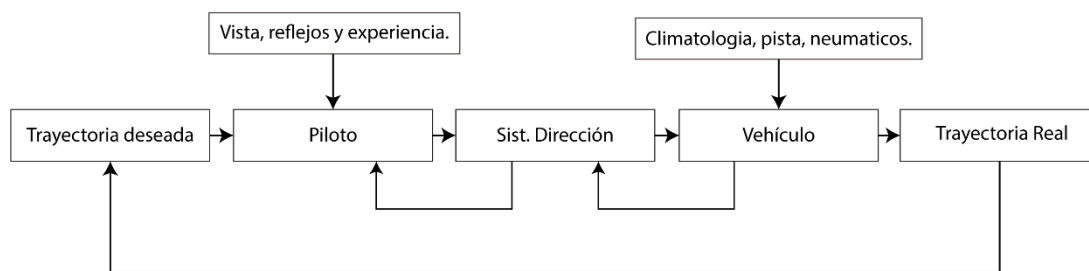 Vista, reflejos y experiencia.
Climatologia, pista, neumaticos.
Trayectoria deseada
Piloto
Sist. Dirección
Vehículo
Trayectoria Real